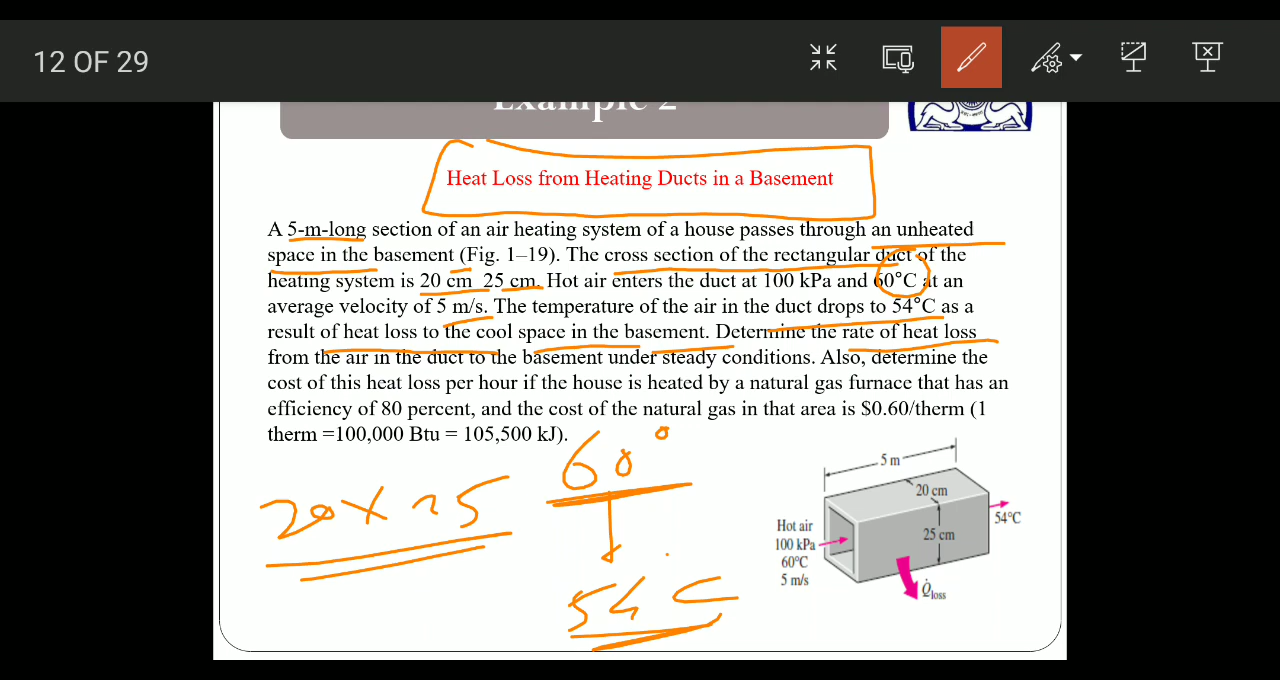 12 OF 29
Example 2
Heat Loss from Heating Ducts in a Basement
A 5-m-long section of an air heating system of a house passes through an unheated
space in the basement (Fig. 1–19). The cross section of the rectangular duct of the
heating system is 20 cm 25 cm. Hot air enters the duct at 100 kPa and 60°C at an
average velocity of 5 m/s. The temperature of the air in the duct drops to 54°C as a
result of heat loss to the cool space in the basement. Determine the rate of heat loss
from the air in the duct to the basement under steady conditions. Also, determine the
cost of this heat loss per hour if the house is heated by a natural gas furnace that has an
efficiency of 80 percent, and the cost of the natural gas in that area is $0.60/therm (1
therm =100,000 Btu = 105,500 kJ).
60°
20 X 25
54 C
5 m
20 cm
25 cm
54°C
Hot air
100 kPa
60°C
5 m/s
Q̇loss